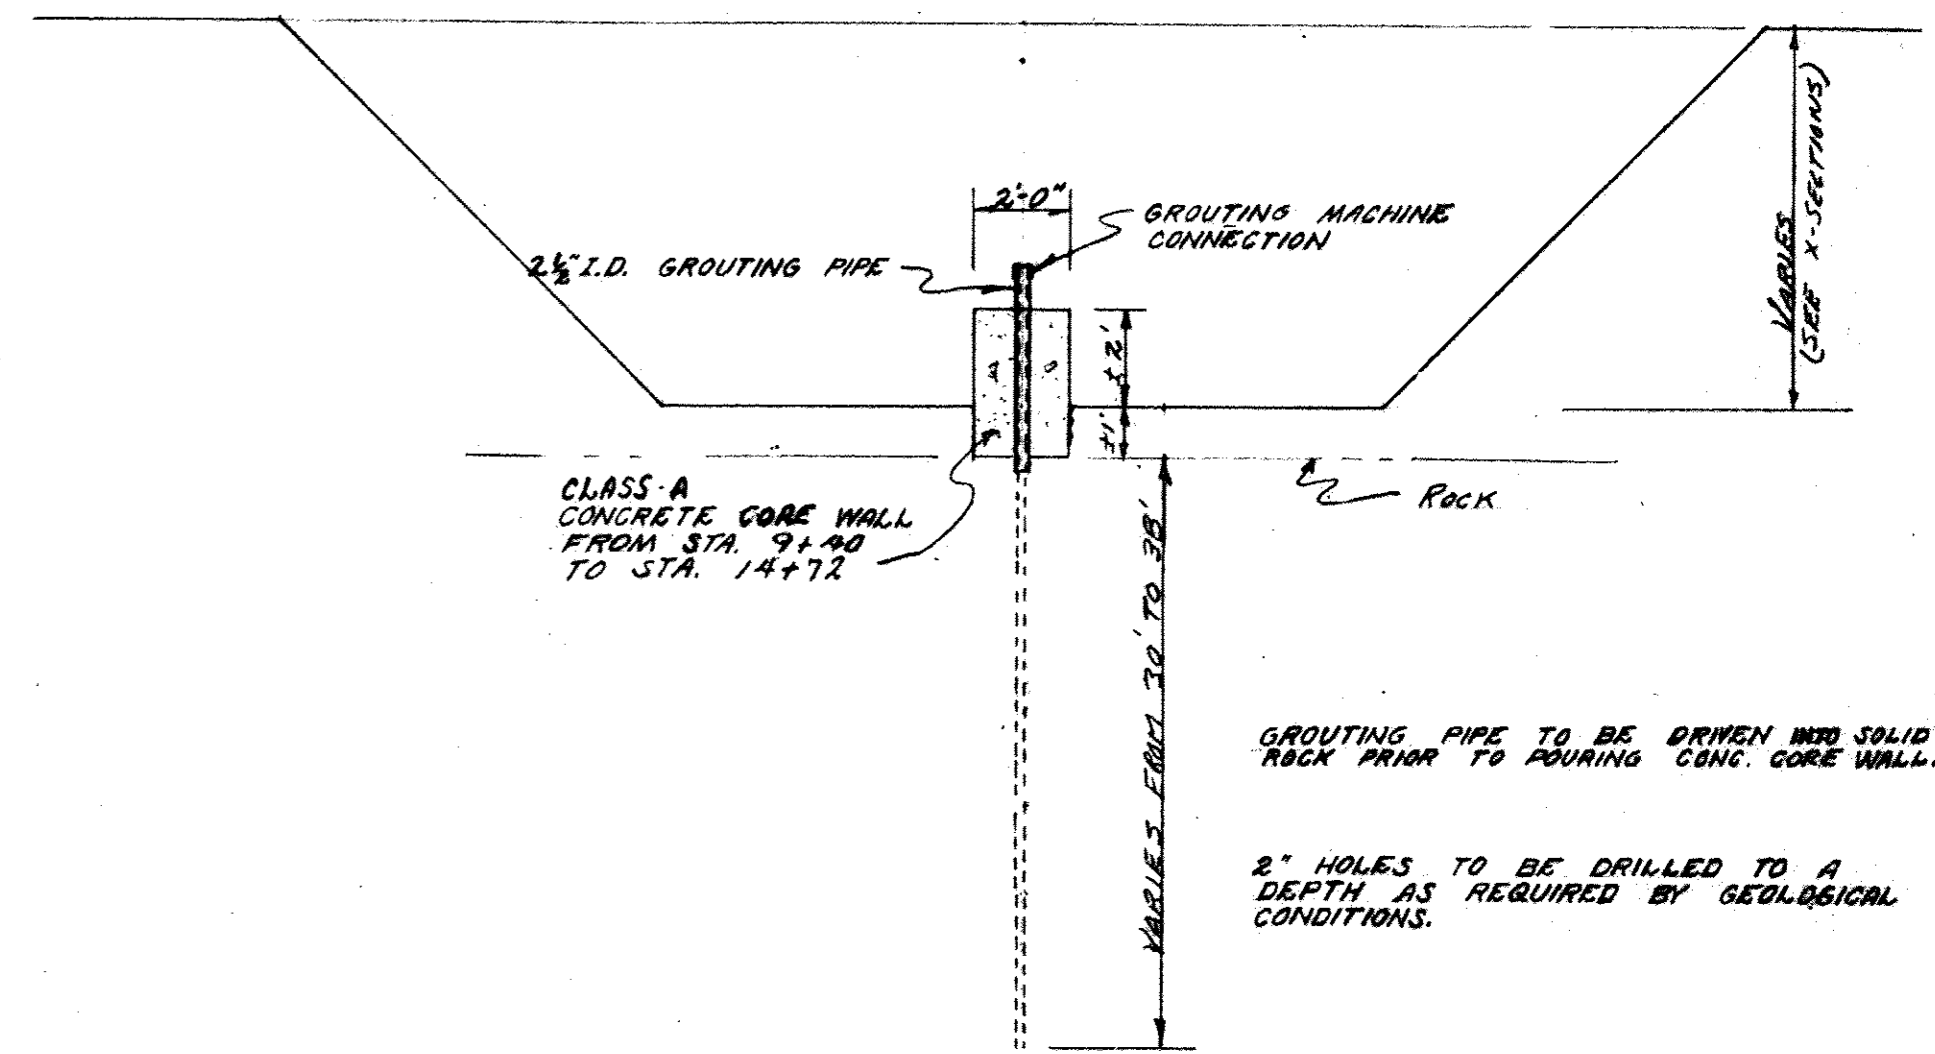 2'-0"
GROUTING MACHINE
CONNECTION
2½" I.D. GROUTING PIPE
VARIES
(SEE X-SECTIONS)
± 2'
±1'
CLASS-A
CONCRETE CORE WALL
FROM STA. 9+40
TO STA. 14+72
ROCK
VARIES FROM 30' TO 38'
GROUTING PIPE TO BE DRIVEN INTO SOLID
ROCK PRIOR TO POURING CONC. CORE WALL.
2" HOLES TO BE DRILLED TO A
DEPTH AS REQUIRED BY GEOLOGICAL
CONDITIONS.